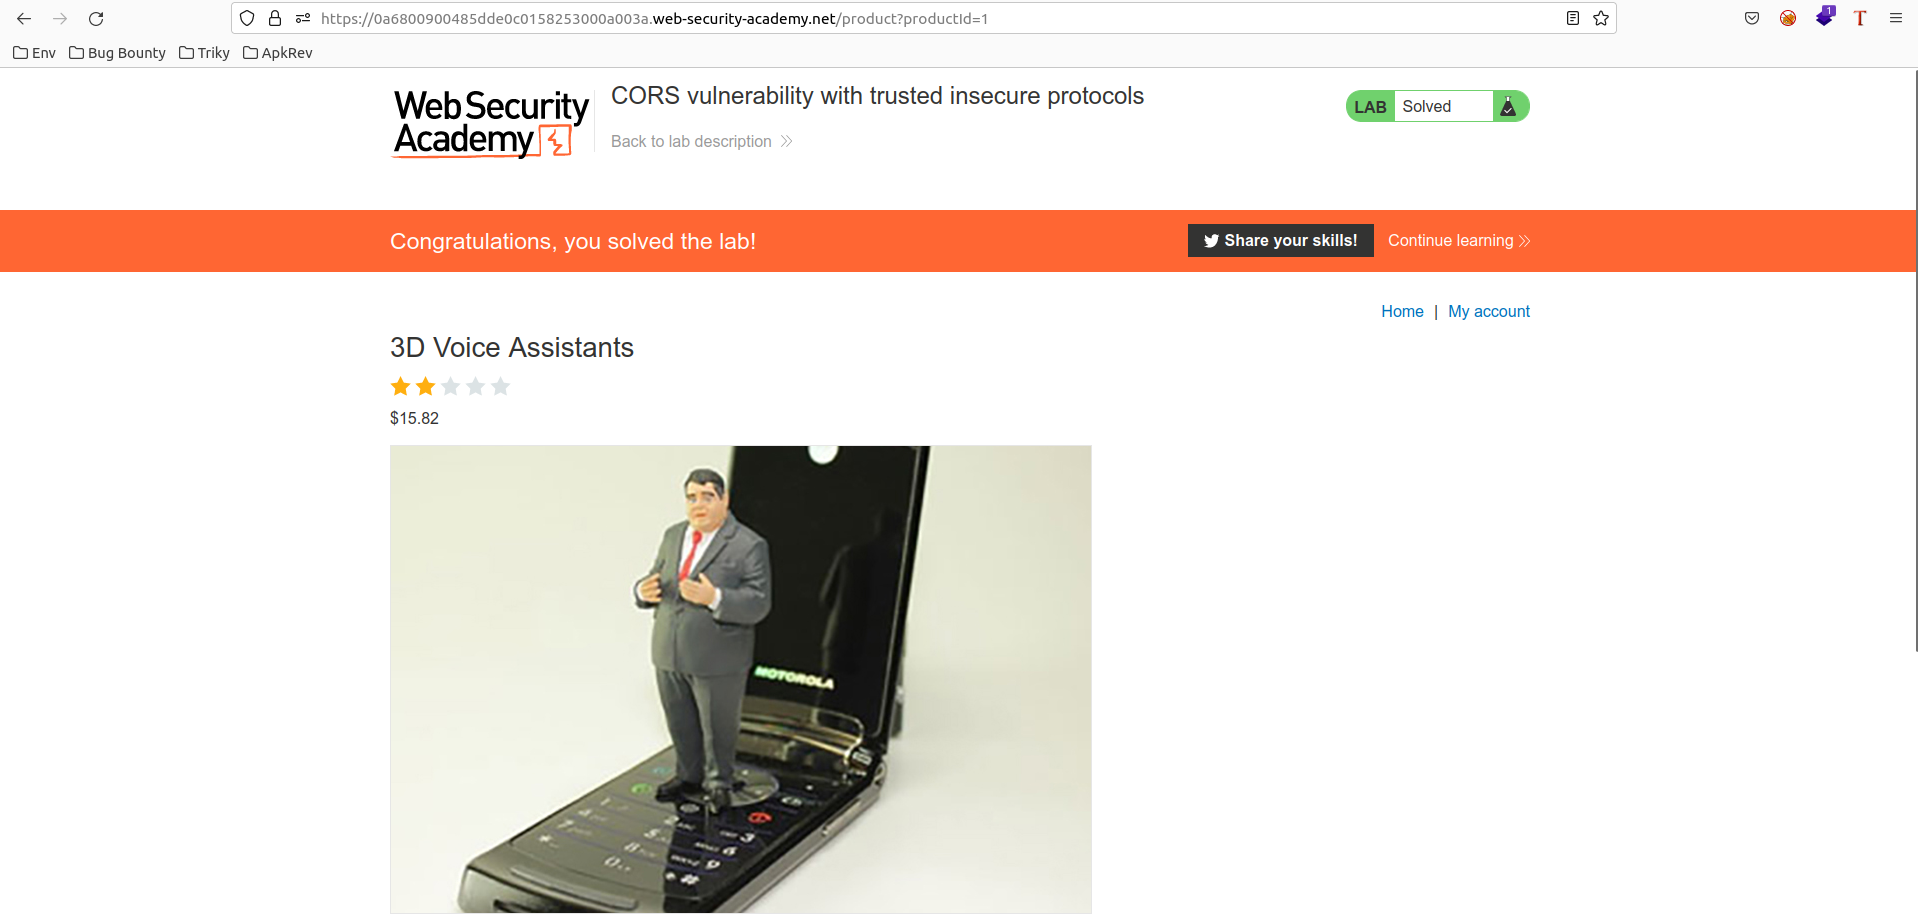 https://0a6800900485dde0c0158253000a003a.web-security-academy.net/product?productId=1
1
T
Env Bug Bounty Triky ApkRev
WebSecurity
Academy
CORS vulnerability with trusted insecure protocols
Back to lab description
LAB Solved
Congratulations, you solved the lab!
Share your skills! Continue learning
Home | My account
3D Voice Assistants
$15.82
MOTOROLA